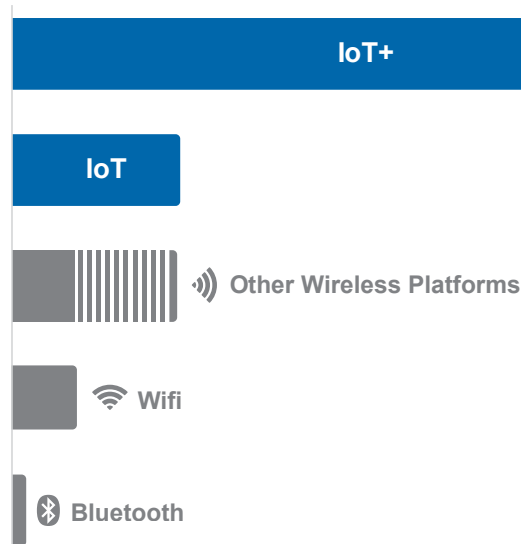 IoT+
IoT
Other Wireless Platforms
Wifi
Bluetooth